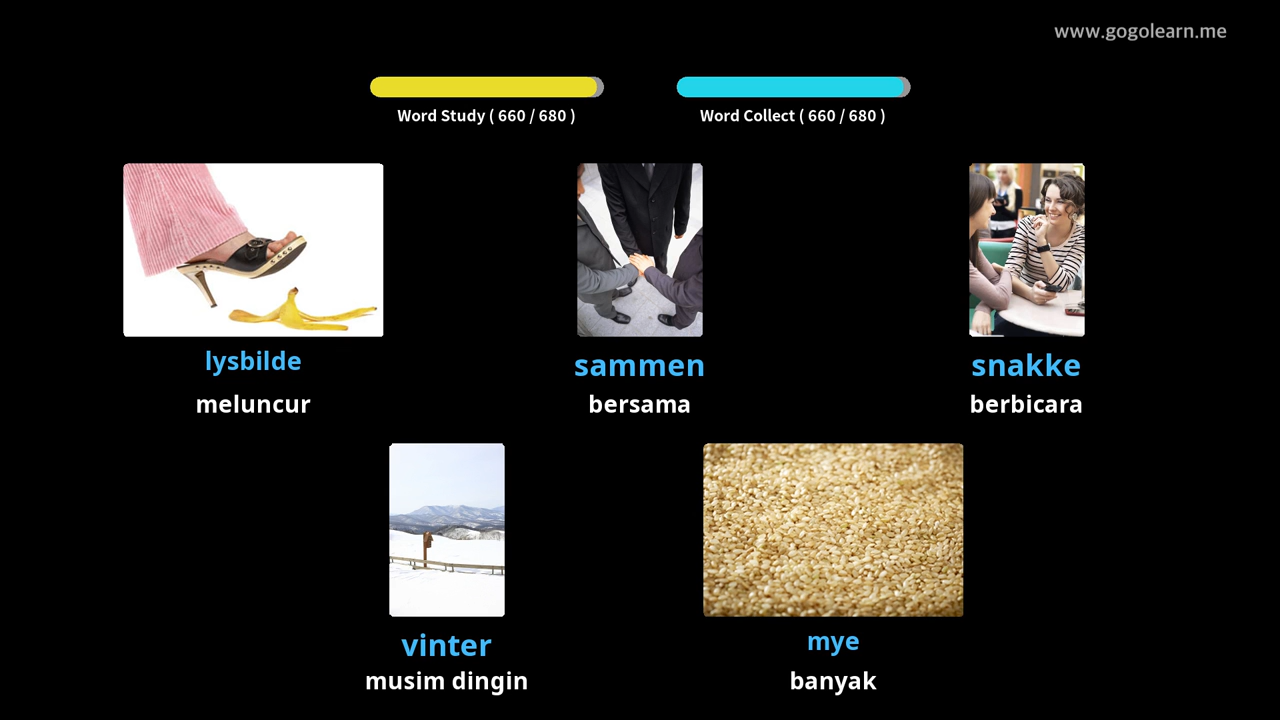 www.gogolearn.me
Word Study ( 660 / 680 )
Word Collect ( 660 / 680 )
lysbilde
meluncur
sammen
bersama
snakke
berbicara
vinter
musim dingin
mye
banyak